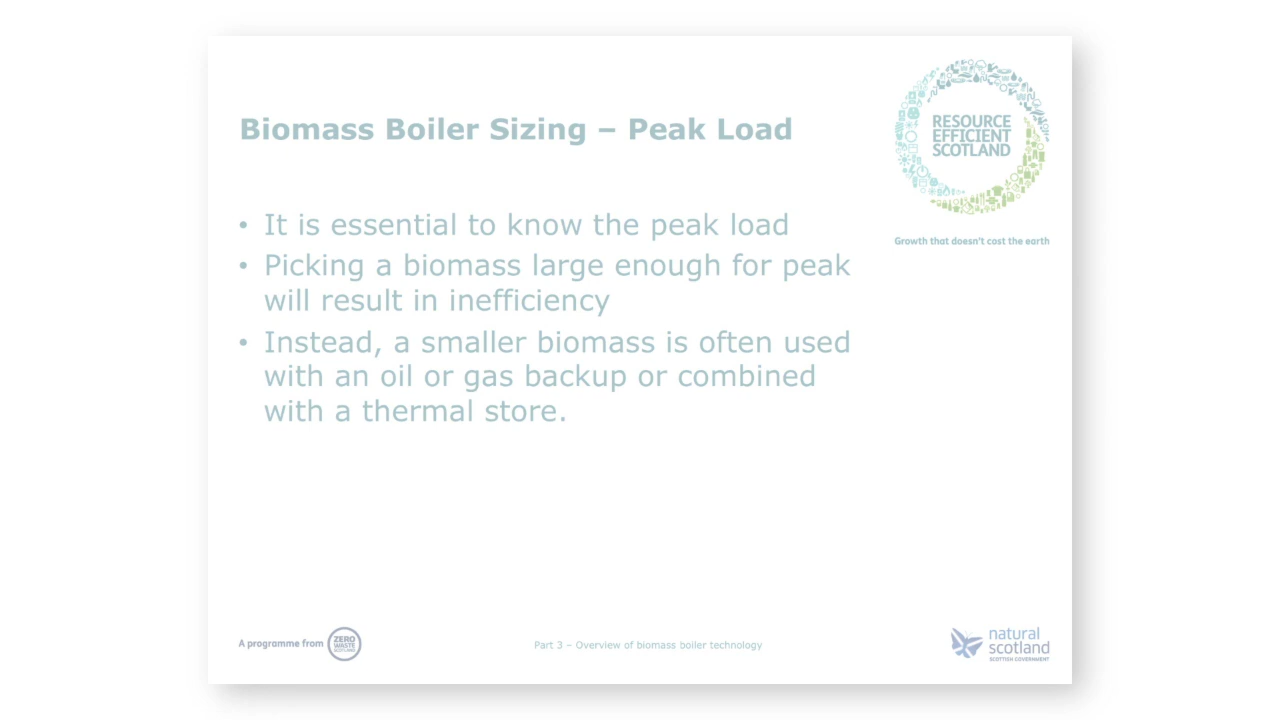 Biomass Boiler Sizing – Peak Load
RESOURCE
EFFICIENT
SCOTLAND
Growth that doesn't cost the earth
• It is essential to know the peak load
• Picking a biomass large enough for peak
will result in inefficiency
• Instead, a smaller biomass is often used
with an oil or gas backup or combined
with a thermal store.
A programme from
ZERO
WASTE
SCOTLAND
Part 3 – Overview of biomass boiler technology
natural
scotland
SCOTTISH GOVERNMENT